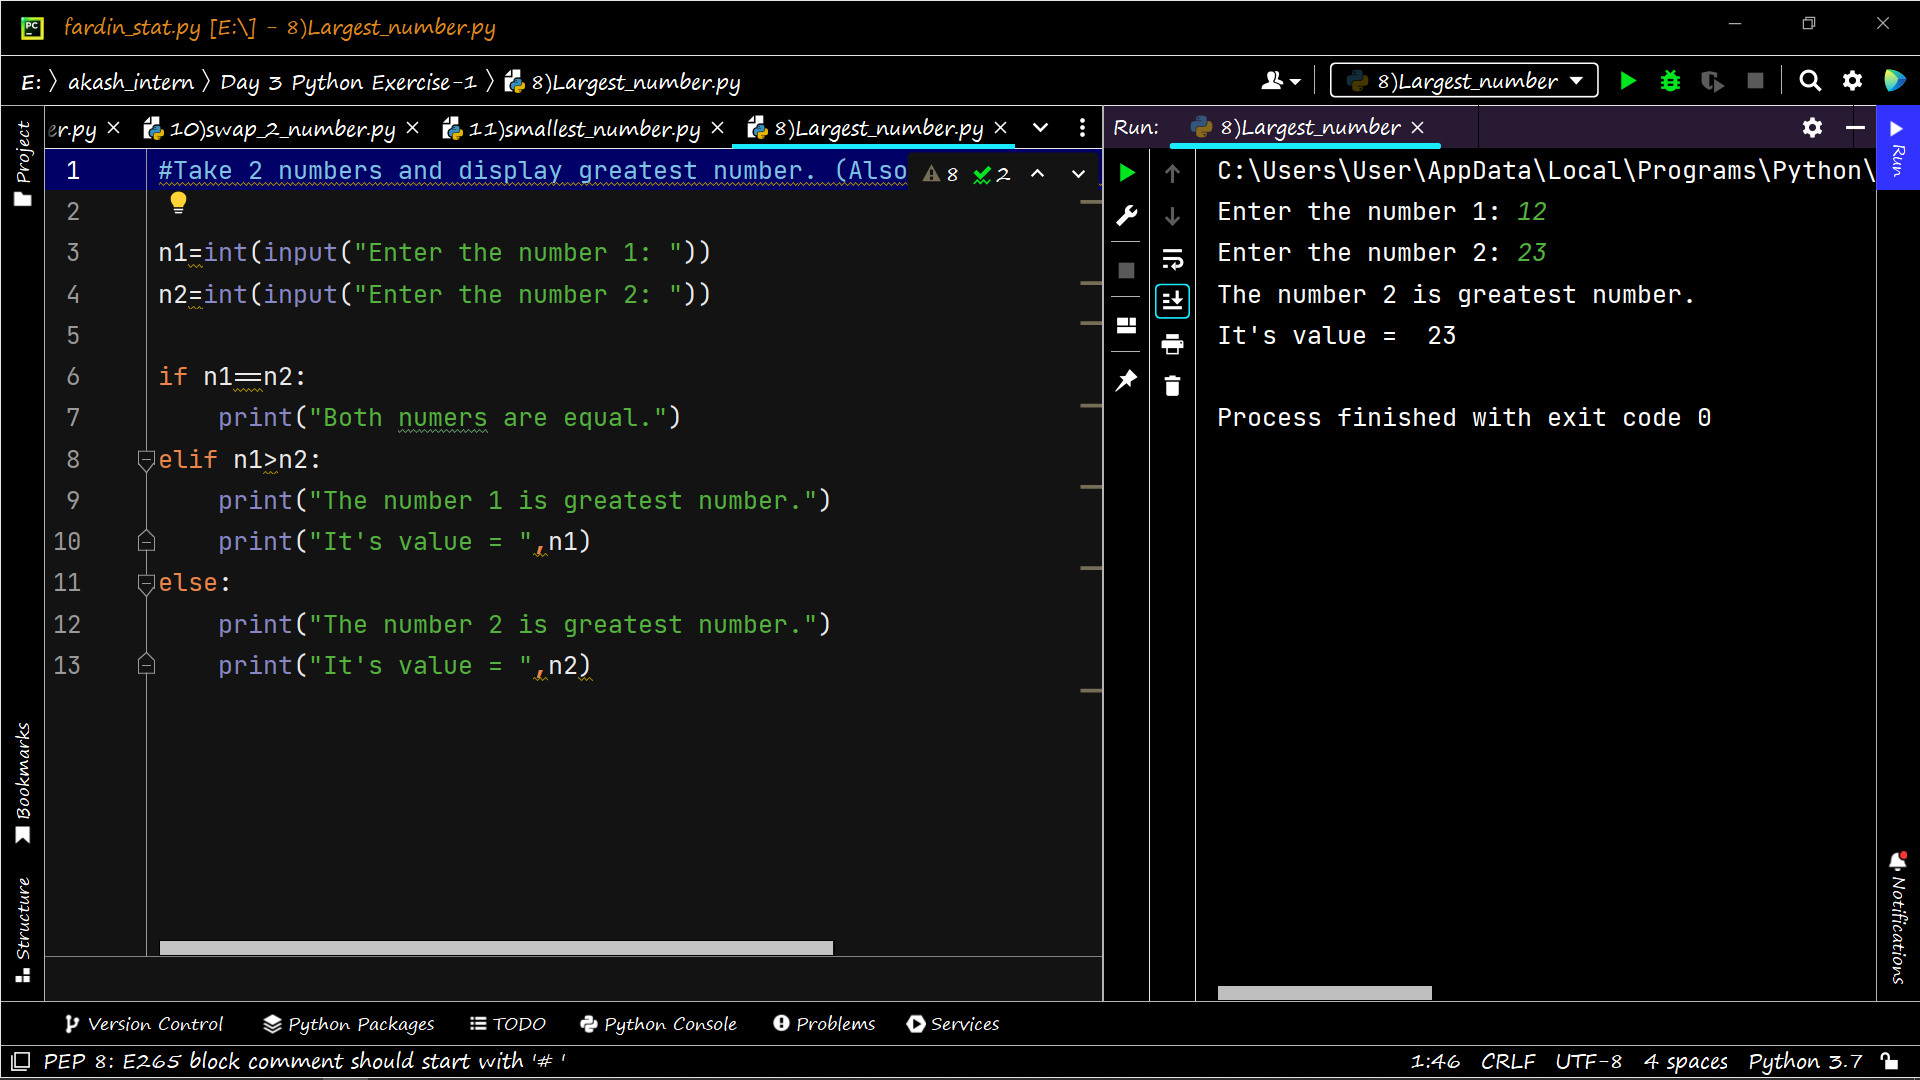 fardin_stat.py [E:\] - 8)Largest_number.py
E: akash_intern Day 3 Python Exercise-1 8)Largest_number.py
8)Largest_number
er.py 10)swap_2_number.py 11)smallest_number.py 8)Largest_number.py
Run: 8)Largest_number
Project
Bookmarks
Structure
1 #Take 2 numbers and display greatest number. (Also 8 2
2
3 n1=int(input("Enter the number 1: "))
4 n2=int(input("Enter the number 2: "))
5
6 if n1==n2:
7 print("Both numers are equal.")
8 elif n1>n2:
9 print("The number 1 is greatest number.")
10 print("It's value = ",n1)
11 else:
12 print("The number 2 is greatest number.")
13 print("It's value = ",n2)
C:\Users\User\AppData\Local\Programs\Python\
Enter the number 1: 12
Enter the number 2: 23
The number 2 is greatest number.
It's value =  23
Process finished with exit code 0
Run
Notifications
Version Control Python Packages TODO Python Console Problems Services
PEP 8: E265 block comment should start with '# '
1:46 CRLF UTF-8 4 spaces Python 3.7